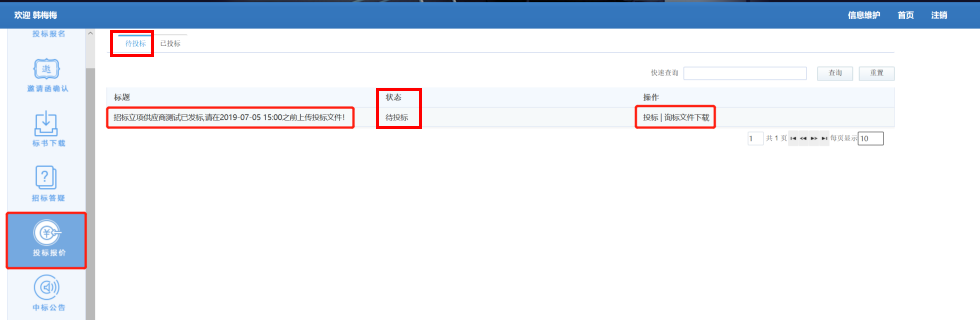 欢迎 韩梅梅
信息维护 首页 注销
投标报名
邀
邀请函确认
标书下载
?
招标答疑
¥
投标报价
中标公告
待投标 已投标
快速查询 查询 重置
标题 状态 操作
招标立项供应商测试已发标,请在2019-07-05 15:00之前上传投标文件! 待投标 投标 | 询标文件下载
1 共 1 页 每页显示 10